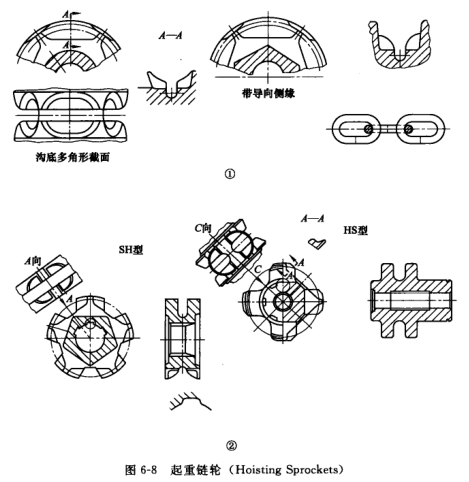 A
A
A—A
带导向侧缘
沟底多角形截面
①
C向
A—A
SH型
HS型
A向
A
C
A
A
②
图 6-8 起重链轮（Hoisting Sprockets）